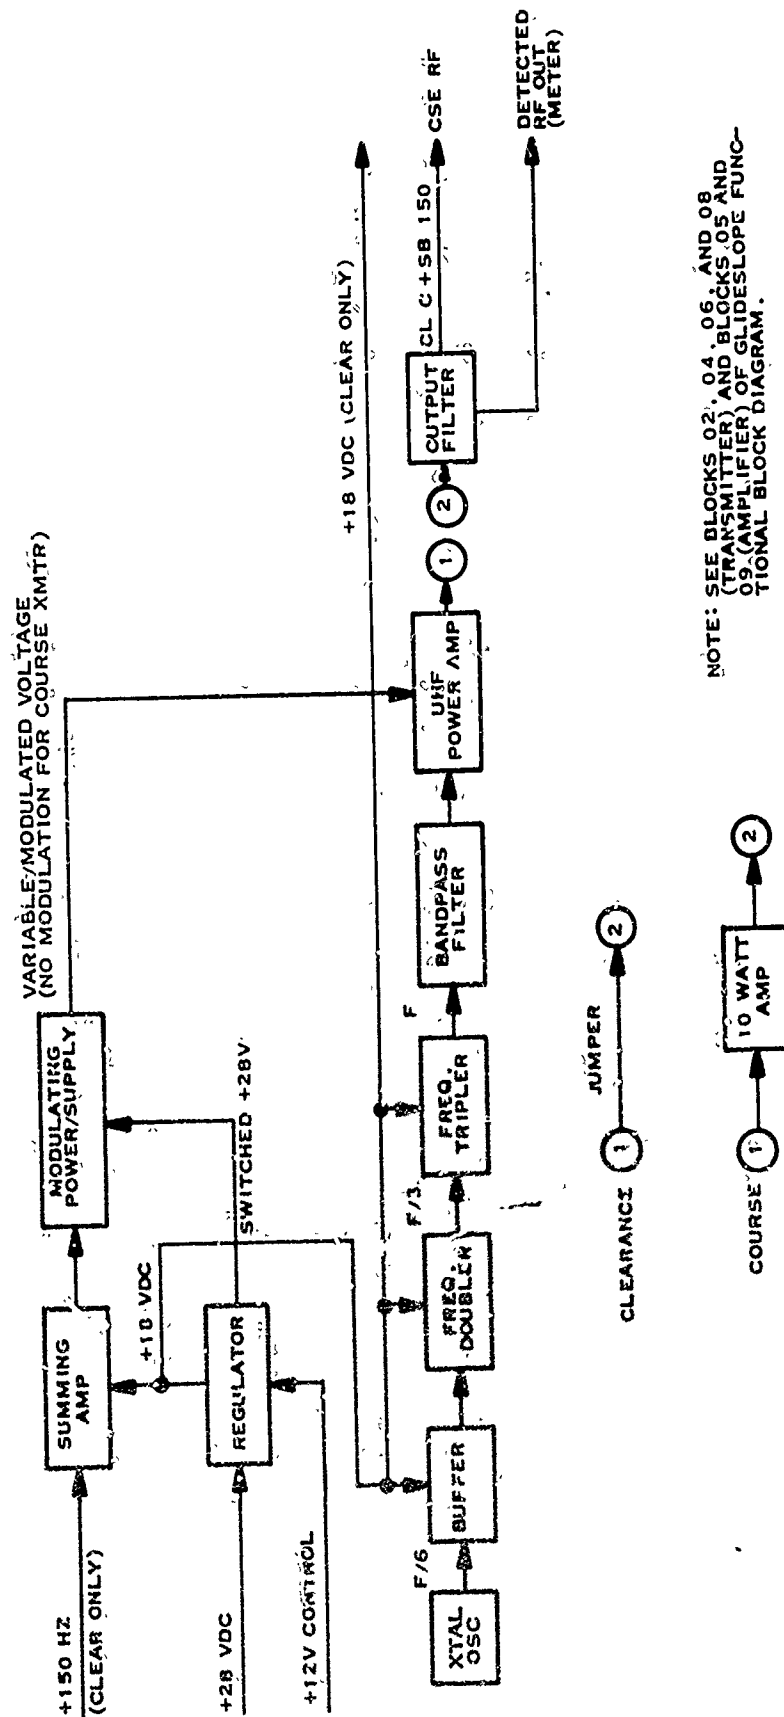 +150 HZ
(CLEAR ONLY)
SUMMING
AMP
MODULATING
POWER/SUPPLY
VARIABLE/MODULATED VOLTAGE
(NO MODULATION FOR COURSE XMTR)
+18 VDC
SWITCHED +28V
+28 VDC
REGULATOR
+12V CONTROL
+18 VDC (CLEAR ONLY)
XTAL
OSC
F/6
BUFFER
FREQ.
DOUBLER
F/3
FREQ.
TRIPLER
F
BANDPASS
FILTER
UHF
POWER AMP
1
2
OUTPUT
FILTER
CL C +SB 150
CSE RF
DETECTED
RF OUT
(METER)
CLEARANCE
1
JUMPER
2
COURSE
1
10 WATT
AMP
2
NOTE: SEE BLOCKS 02, 04, 06, AND 08
(TRANSMITTER) AND BLOCKS 05 AND
09 (AMPLIFIER) OF GLIDESLOPE FUNC-
TIONAL BLOCK DIAGRAM.